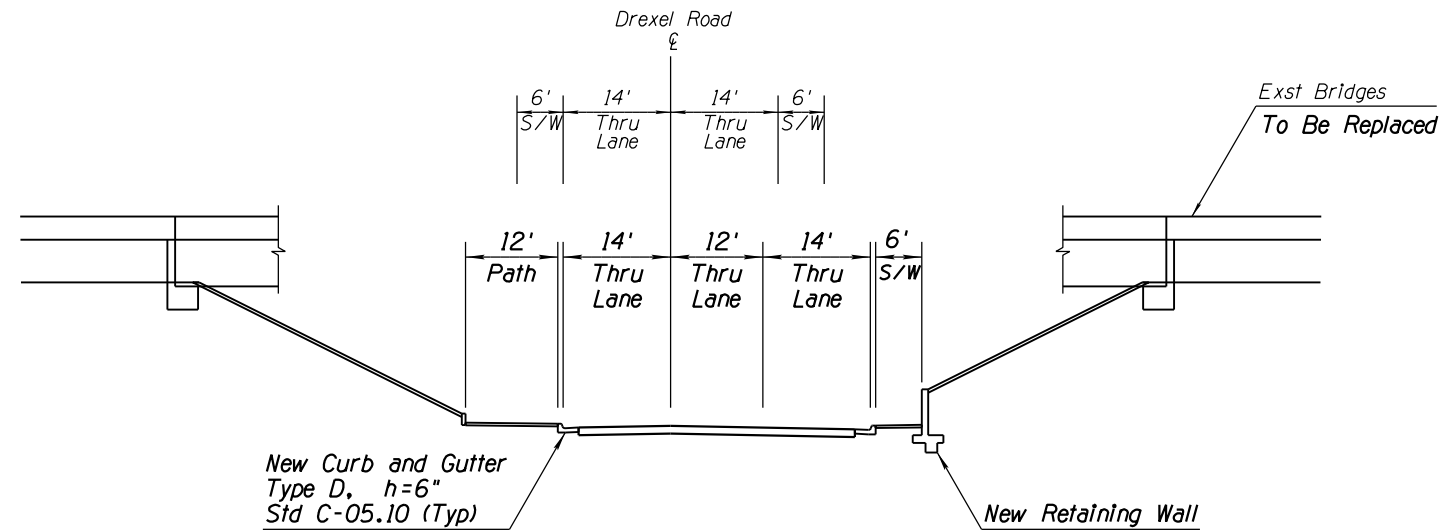 Drexel Road
℄
6' 14' 14' 6'
S/W Thru Thru S/W
Lane Lane
Exst Bridges
To Be Replaced
12' 14' 12' 14' 6'
Path Thru Thru Thru S/W
Lane Lane Lane
New Curb and Gutter
Type D, h=6"
Std C-05.10 (Typ)
New Retaining Wall